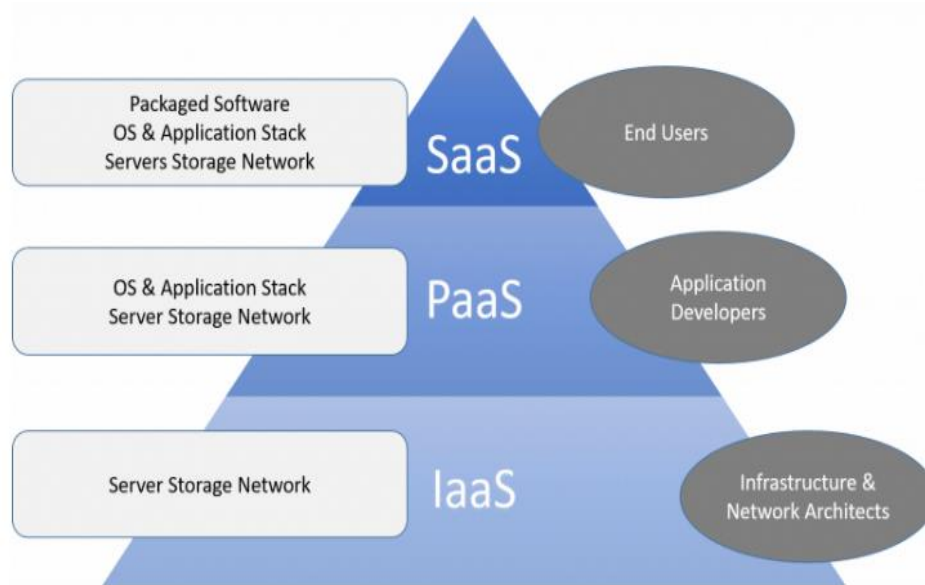 Packaged Software
OS & Application Stack
Servers Storage Network
SaaS
End Users
OS & Application Stack
Server Storage Network
PaaS
Application
Developers
Server Storage Network
IaaS
Infrastructure &
Network Architects